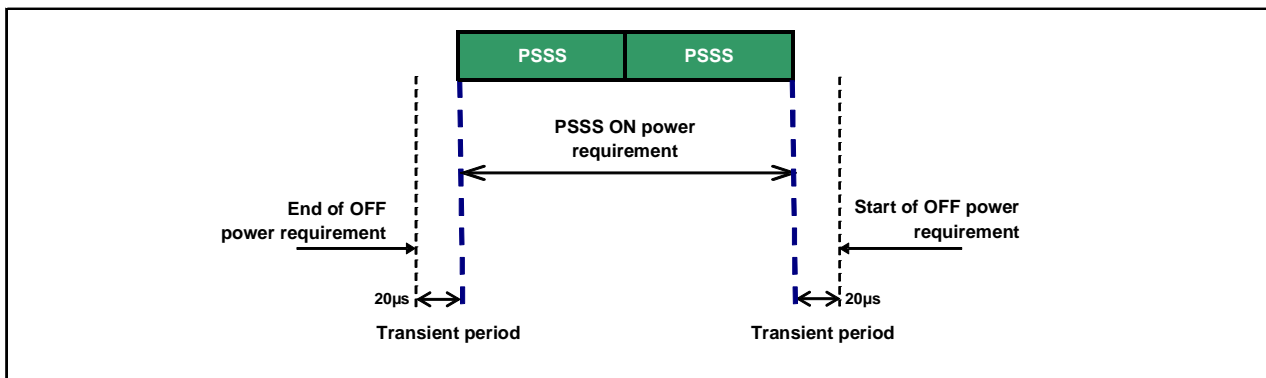 PSSS PSSS
PSSS ON power
requirement
End of OFF
power requirement
Start of OFF power
requirement
20µs
20µs
Transient period
Transient period